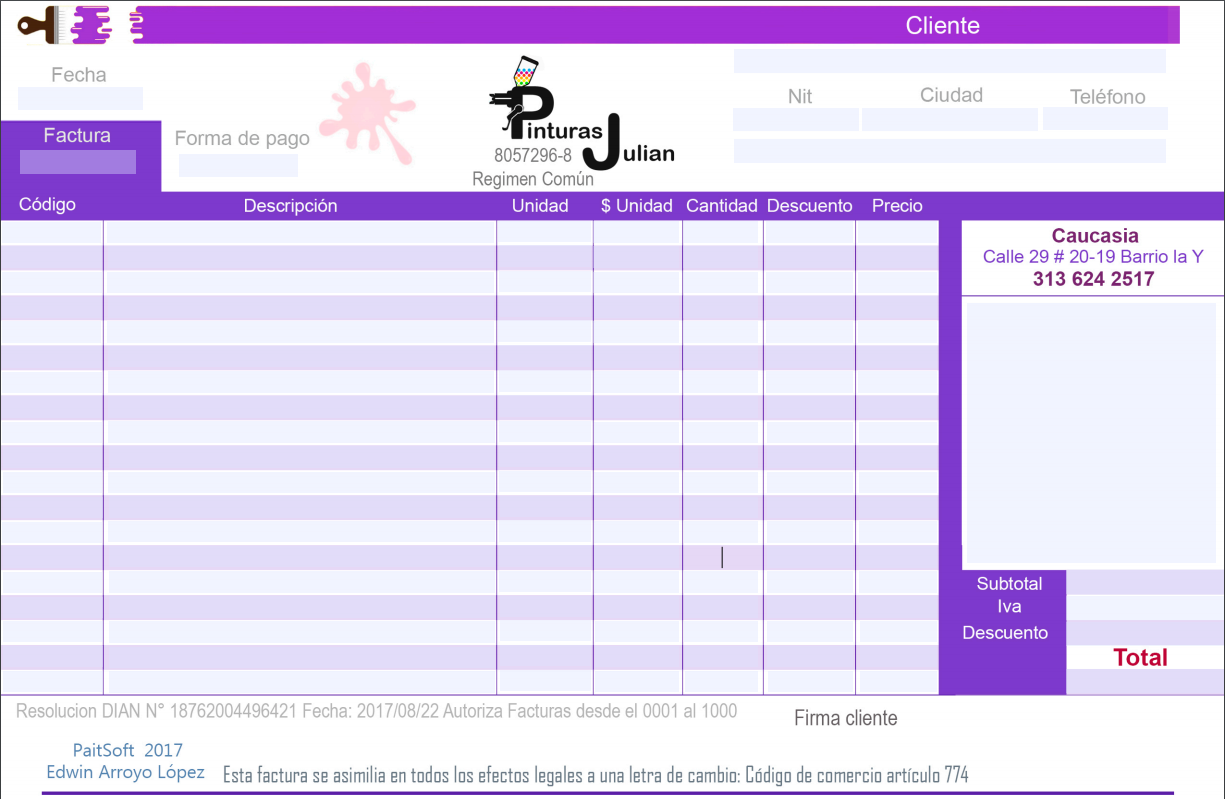 Cliente
Fecha
Nit Ciudad Teléfono
Factura
Forma de pago
Pinturas
Julian
8057296-8
Regimen Común
Código Descripción Unidad $ Unidad Cantidad Descuento Precio
Caucasia
Calle 29 # 20-19 Barrio la Y
313 624 2517
Subtotal
Iva
Descuento
Total
Resolucion DIAN N° 18762004496421 Fecha: 2017/08/22 Autoriza Facturas desde el 0001 al 1000
Firma cliente
PaitSoft 2017
Edwin Arroyo López
Esta factura se asimilia en todos los efectos legales a una letra de cambio: Código de comercio artículo 774